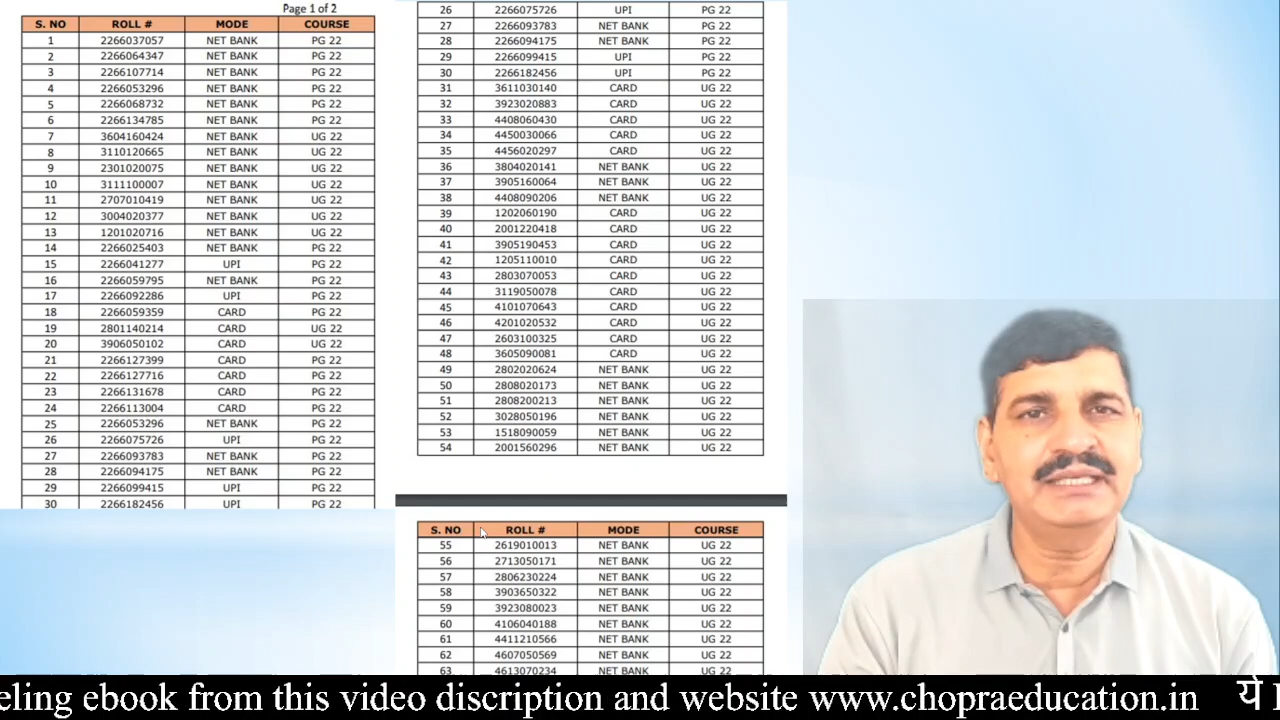 Page 1 of 2
S. NO ROLL # MODE COURSE
1 2266037057 NET BANK PG 22
2 2266064347 NET BANK PG 22
3 2266107714 NET BANK PG 22
4 2266053296 NET BANK PG 22
5 2266068732 NET BANK PG 22
6 2266134785 NET BANK PG 22
7 3604160424 NET BANK UG 22
8 3110120665 NET BANK UG 22
9 2301020075 NET BANK UG 22
10 3111100007 NET BANK UG 22
11 2707010419 NET BANK UG 22
12 3004020377 NET BANK UG 22
13 1201020716 NET BANK UG 22
14 2266025403 NET BANK PG 22
15 2266041277 UPI PG 22
16 2266059795 NET BANK PG 22
17 2266092286 UPI PG 22
18 2266059359 CARD PG 22
19 2801140214 CARD UG 22
20 3906050102 CARD UG 22
21 2266127399 CARD PG 22
22 2266127716 CARD PG 22
23 2266131678 CARD PG 22
24 2266113004 CARD PG 22
25 2266053296 NET BANK PG 22
26 2266075726 UPI PG 22
27 2266093783 NET BANK PG 22
28 2266094175 NET BANK PG 22
29 2266099415 UPI PG 22
30 2266182456 UPI PG 22
26 2266075726 UPI PG 22
27 2266093783 NET BANK PG 22
28 2266094175 NET BANK PG 22
29 2266099415 UPI PG 22
30 2266182456 UPI PG 22
31 3611030140 CARD UG 22
32 3923020883 CARD UG 22
33 4408060430 CARD UG 22
34 4450030066 CARD UG 22
35 4456020297 CARD UG 22
36 3804020141 NET BANK UG 22
37 3905160064 NET BANK UG 22
38 4408090206 NET BANK UG 22
39 1202060190 CARD UG 22
40 2001220418 CARD UG 22
41 3905190453 CARD UG 22
42 1205110010 CARD UG 22
43 2803070053 CARD UG 22
44 3119050078 CARD UG 22
45 4101070643 CARD UG 22
46 4201020532 CARD UG 22
47 2603100325 CARD UG 22
48 3605090081 CARD UG 22
49 2802020624 NET BANK UG 22
50 2808020173 NET BANK UG 22
51 2808200213 NET BANK UG 22
52 3028050196 NET BANK UG 22
53 1518090059 NET BANK UG 22
54 2001560296 NET BANK UG 22
S. NO ROLL # MODE COURSE
55 2619010013 NET BANK UG 22
56 2713050171 NET BANK UG 22
57 2806230224 NET BANK UG 22
58 3903650322 NET BANK UG 22
59 3923080023 NET BANK UG 22
60 4106040188 NET BANK UG 22
61 4411210566 NET BANK UG 22
62 4607050569 NET BANK UG 22
63 4613070234 NET BANK UG 22
eling ebook from this video discription and website www.chopraeducation.in ये